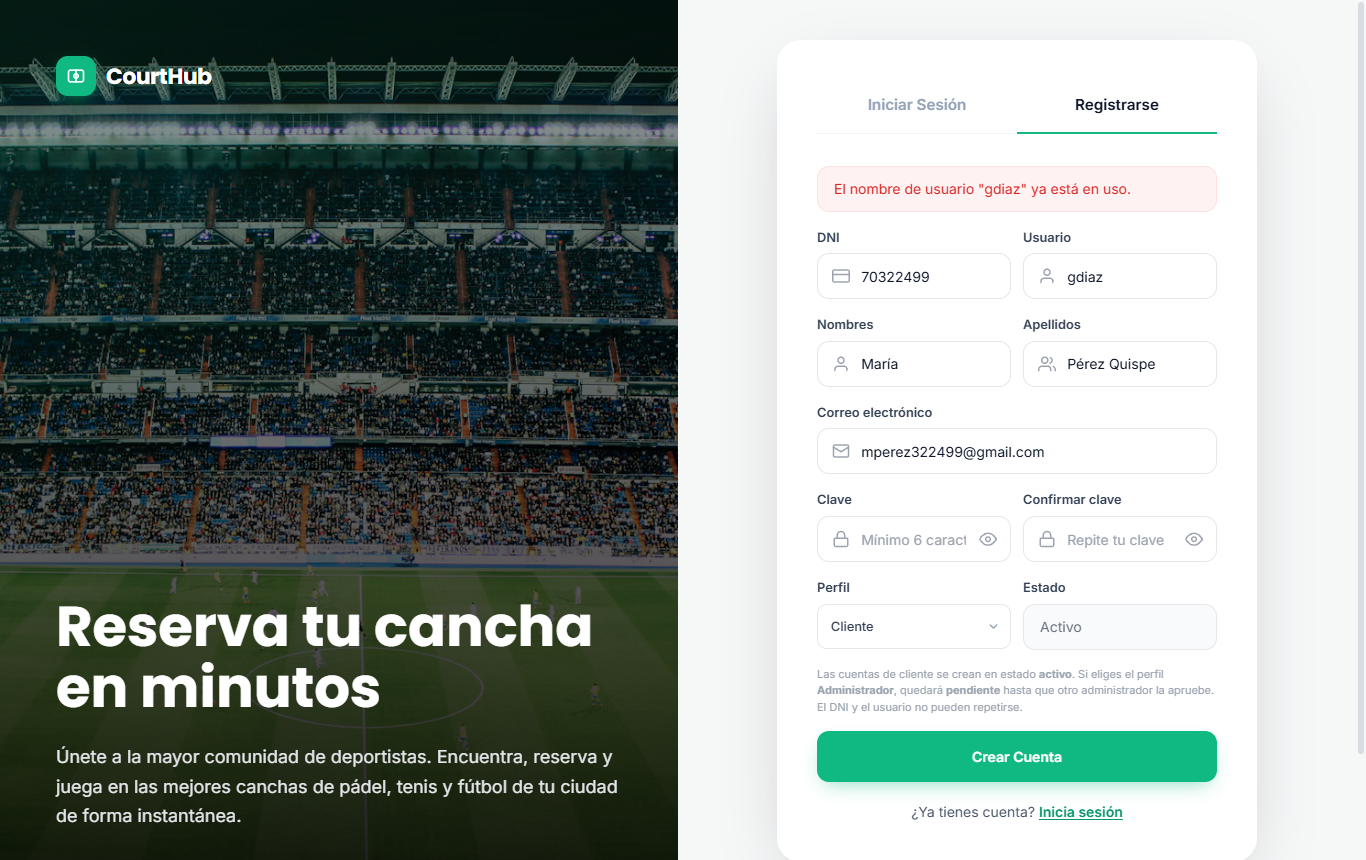 CourtHub
Reserva tu cancha
en minutos
Únete a la mayor comunidad de deportistas. Encuentra, reserva y
juega en las mejores canchas de pádel, tenis y fútbol de tu ciudad
de forma instantánea.
Iniciar Sesión
Registrarse
El nombre de usuario "gdiaz" ya está en uso.
DNI
Usuario
70322499
gdiaz
Nombres
Apellidos
María
Pérez Quispe
Correo electrónico
mperez322499@gmail.com
Clave
Confirmar clave
Mínimo 6 caract
Repite tu clave
Perfil
Estado
Cliente
Activo
Las cuentas de cliente se crean en estado activo. Si eliges el perfil
Administrador, quedará pendiente hasta que otro administrador la apruebe.
El DNI y el usuario no pueden repetirse.
Crear Cuenta
¿Ya tienes cuenta? Inicia sesión